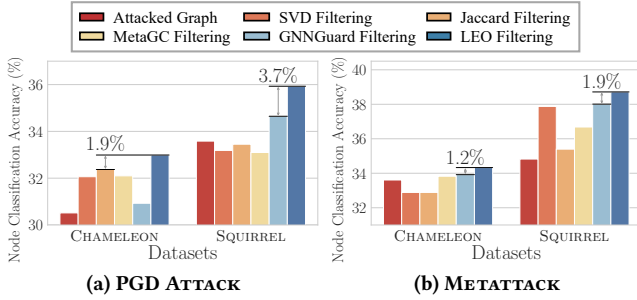 Attacked Graph SVD Filtering Jaccard Filtering
MetaGC Filtering GNNGuard Filtering LEO Filtering
Node Classification Accuracy (%)
36
34
32
30
1.9%
3.7%
CHAMELEON SQUIRREL
Datasets
(a) PGD ATTACK
Node Classification Accuracy (%)
40
38
36
34
32
1.2%
1.9%
CHAMELEON SQUIRREL
Datasets
(b) METATTACK